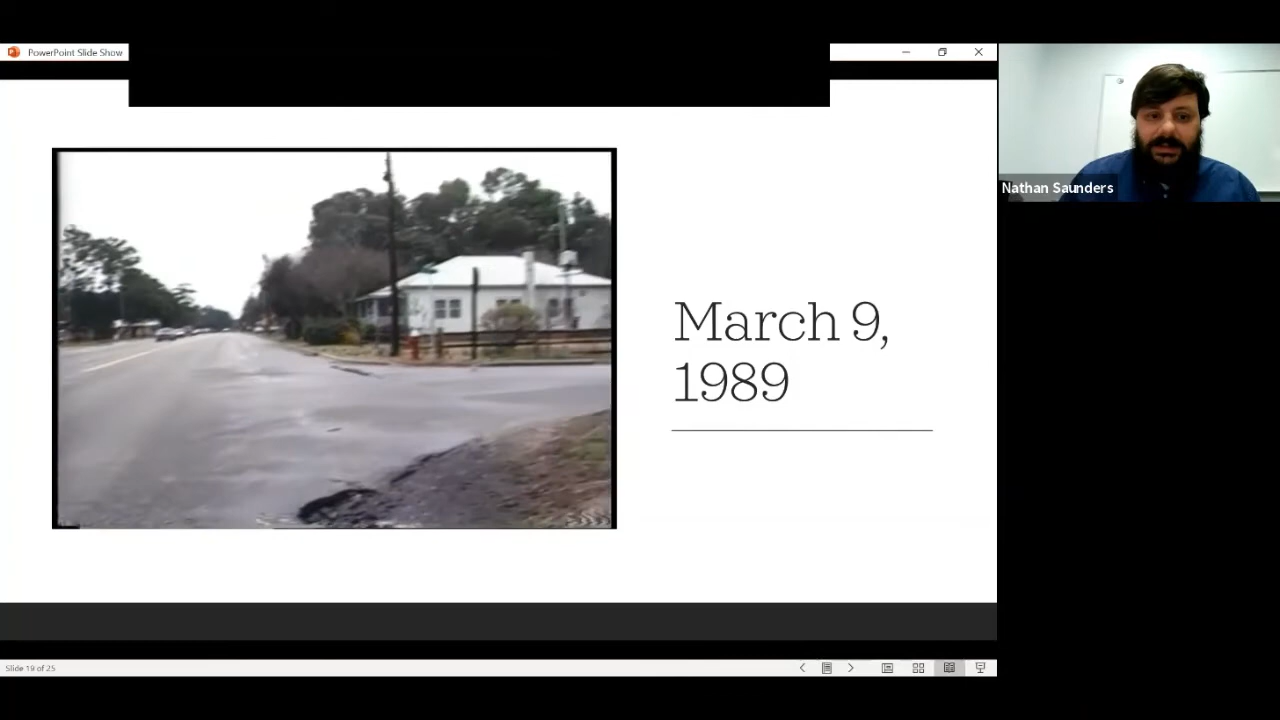 PowerPoint Slide Show
Nathan Saunders
March 9,
1989
Slide 19 of 25